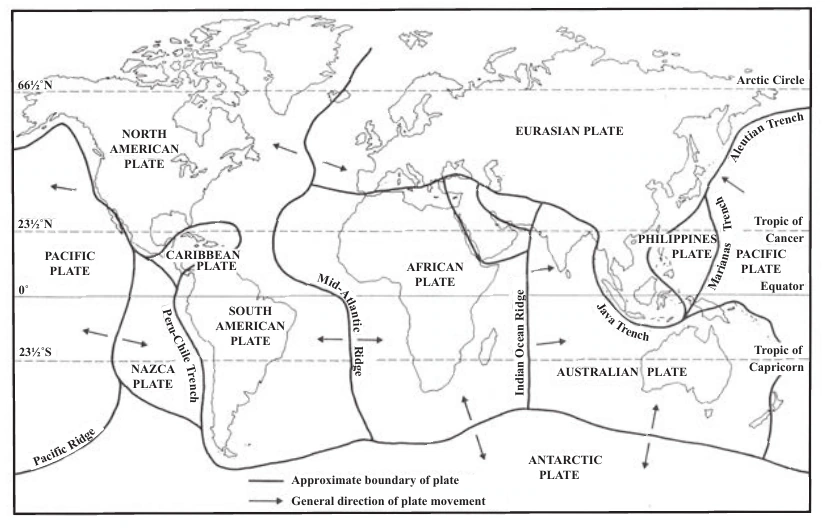 66½°N
Arctic Circle
NORTH
AMERICAN
PLATE
EURASIAN PLATE
Aleutian Trench
23½°N
Tropic of
Cancer
PACIFIC
PLATE
CARIBBEAN
PLATE
AFRICAN
PLATE
PHILIPPINES
PLATE
Marianas Trench
PACIFIC
PLATE
0°
Equator
Mid-Atlantic Ridge
SOUTH
AMERICAN
PLATE
Peru-Chile Trench
Indian Ocean Ridge
Java Trench
23½°S
Tropic of
Capricorn
NAZCA
PLATE
AUSTRALIAN PLATE
Pacific Ridge
ANTARCTIC
PLATE
Approximate boundary of plate
General direction of plate movement